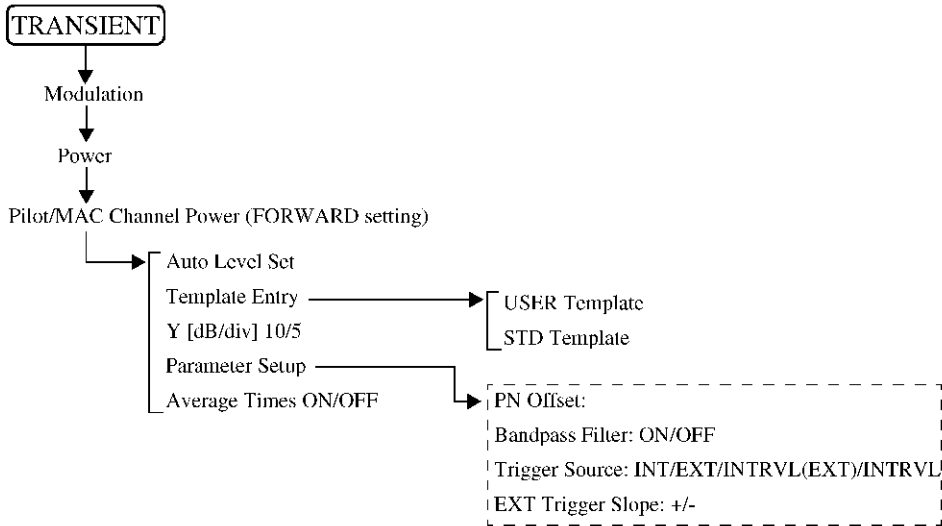 TRANSIENT
Modulation
Power
Pilot/MAC Channel Power (FORWARD setting)
Auto Level Set
Template Entry
USER Template
Y [dB/div] 10/5
STD Template
Parameter Setup
Average Times ON/OFF
PN Offset:
Bandpass Filter: ON/OFF
Trigger Source: INT/EXT/INTRVL(EXT)/INTRVL
EXT Trigger Slope: +/-